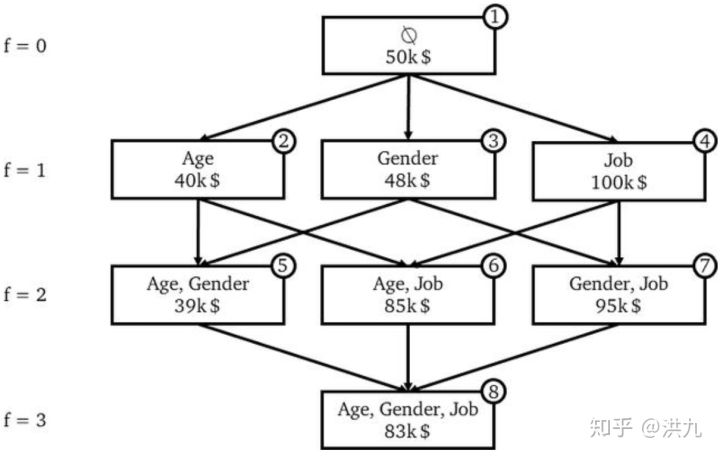 f = 0
①
∅
50k $
f = 1
②
Age
40k $
③
Gender
48k $
④
Job
100k $
f = 2
⑤
Age, Gender
39k $
⑥
Age, Job
85k $
⑦
Gender, Job
95k $
f = 3
⑧
Age, Gender, Job
83k $
知乎 @洪九